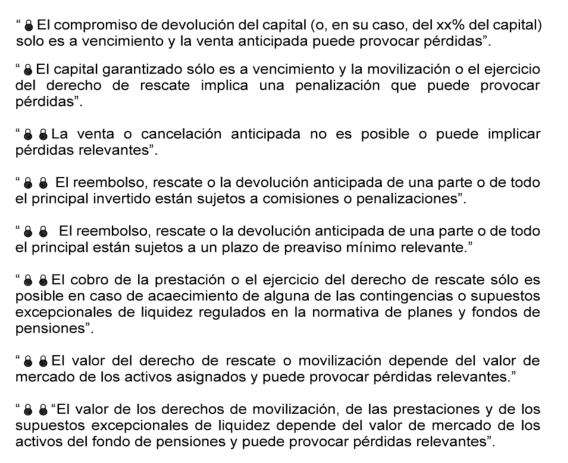 “ 🔒 El compromiso de devolución del capital (o, en su caso, del xx% del capital)
solo es a vencimiento y la venta anticipada puede provocar pérdidas”.
“ 🔒 El capital garantizado sólo es a vencimiento y la movilización o el ejercicio
del derecho de rescate implica una penalización que puede provocar
pérdidas”.
“ 🔒 🔒 La venta o cancelación anticipada no es posible o puede implicar
pérdidas relevantes”.
“ 🔒 🔒 El reembolso, rescate o la devolución anticipada de una parte o de todo
el principal invertido están sujetos a comisiones o penalizaciones”.
“ 🔒 🔒 El reembolso, rescate o la devolución anticipada de una parte o de todo
el principal están sujetos a un plazo de preaviso mínimo relevante.”
“ 🔒 🔒 El cobro de la prestación o el ejercicio del derecho de rescate sólo es
posible en caso de acaecimiento de alguna de las contingencias o supuestos
excepcionales de liquidez regulados en la normativa de planes y fondos de
pensiones”.
“ 🔒 🔒 El valor del derecho de rescate o movilización depende del valor de
mercado de los activos asignados y puede provocar pérdidas relevantes.”
“ 🔒 🔒 “El valor de los derechos de movilización, de las prestaciones y de los
supuestos excepcionales de liquidez depende del valor de mercado de los
activos del fondo de pensiones y puede provocar pérdidas relevantes”.